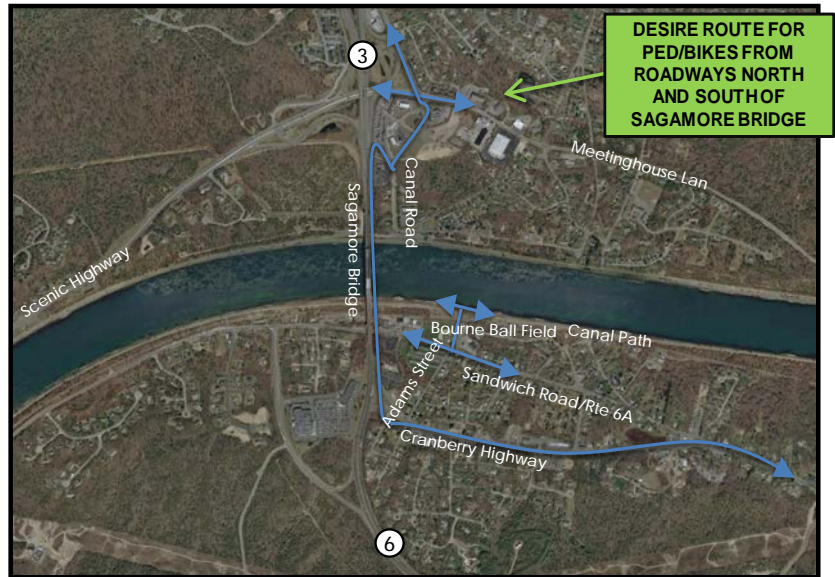 DESIRE ROUTE FOR
PED/BIKES FROM
ROADWAYS NORTH
AND SOUTH OF
SAGAMORE BRIDGE
3
Meetinghouse Lan
Canal Road
Sagamore Bridge
Scenic Highway
Bourne Ball Field Canal Path
Adams Street
Sandwich Road/Rte 6A
Cranberry Highway
6